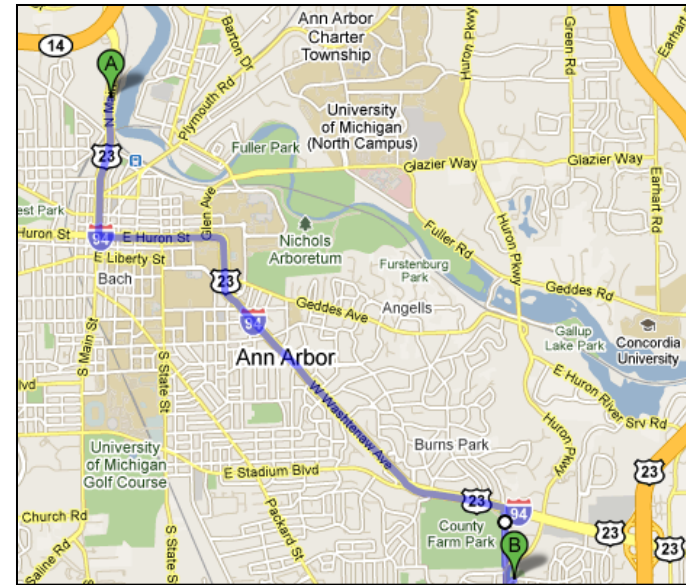 Ann Arbor
Charter
Township
14
A
N Main
Barton Dr
Plymouth Rd
Huron Pkwy
Green Rd
Earhart Rd
University
of Michigan
(North Campus)
Fuller Park
Glazier Way
Glazier Way
Earhart Rd
23
Glen Ave
est Park
Huron St
94
E Huron St
E Liberty St
Bach
Nichols
Arboretum
Fuller Rd
Huron Pkwy
Furstenburg
Park
Geddes Rd
23
94
Geddes Ave
Angells
Gallup
Lake Park
Concordia
University
Ann Arbor
S Main St
S State St
W Washtenaw Ave
E Huron River Srv Rd
lvd
Burns Park
Huron Pkwy
University
of Michigan
Golf Course
E Stadium Blvd
23
23
94
Church Rd
Packard St
County
Farm Park
23
23
B
Saline Rd
S State S